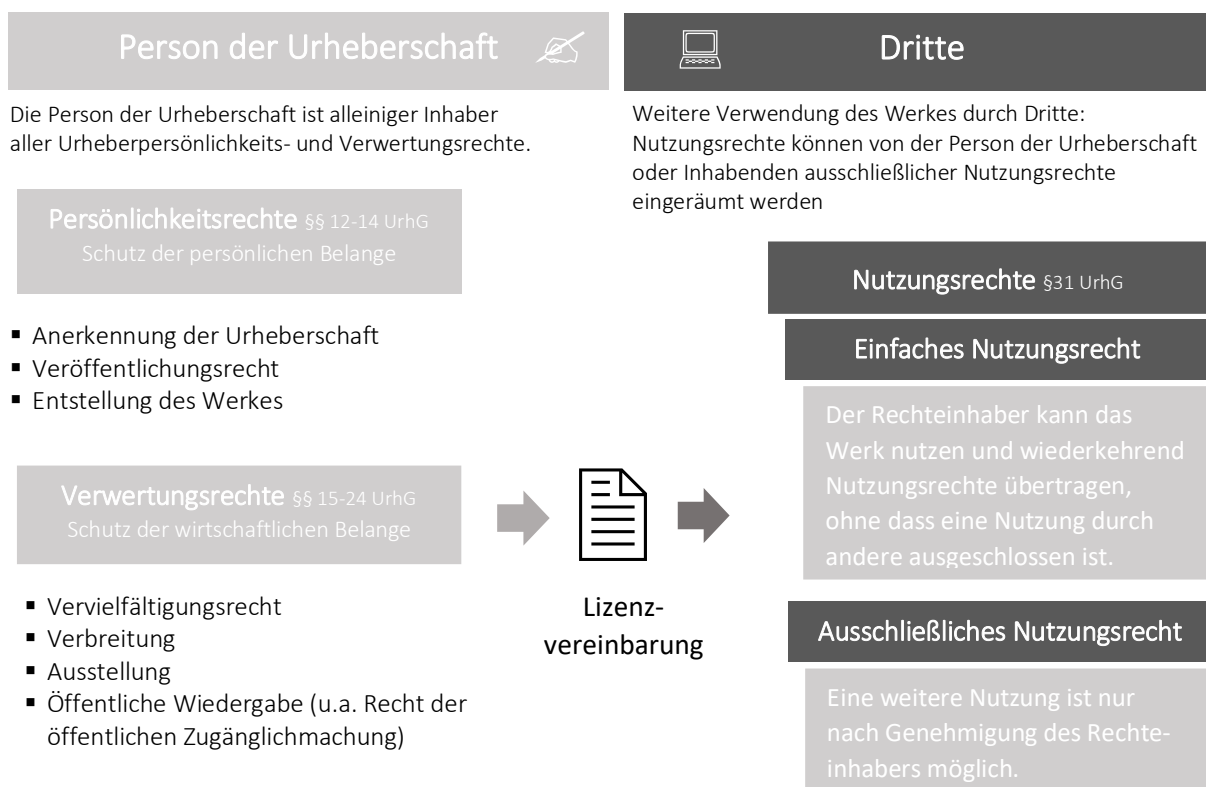 Person der Urheberschaft
Die Person der Urheberschaft ist alleiniger Inhaber
aller Urheberpersönlichkeits- und Verwertungsrechte.
Persönlichkeitsrechte §§ 12-14 UrhG
Schutz der persönlichen Belange
▪ Anerkennung der Urheberschaft
▪ Veröffentlichungsrecht
▪ Entstellung des Werkes
Verwertungsrechte §§ 15-24 UrhG
Schutz der wirtschaftlichen Belange
▪ Vervielfältigungsrecht
▪ Verbreitung
▪ Ausstellung
▪ Öffentliche Wiedergabe (u.a. Recht der
öffentlichen Zugänglichmachung)
Lizenz-
vereinbarung
Dritte
Weitere Verwendung des Werkes durch Dritte:
Nutzungsrechte können von der Person der Urheberschaft
oder Inhabenden ausschließlicher Nutzungsrechte
eingeräumt werden
Nutzungsrechte §31 UrhG
Einfaches Nutzungsrecht
Der Rechteinhaber kann das
Werk nutzen und wiederkehrend
Nutzungsrechte übertragen,
ohne dass eine Nutzung durch
andere ausgeschlossen ist.
Ausschließliches Nutzungsrecht
Eine weitere Nutzung ist nur
nach Genehmigung des Rechte-
inhabers möglich.